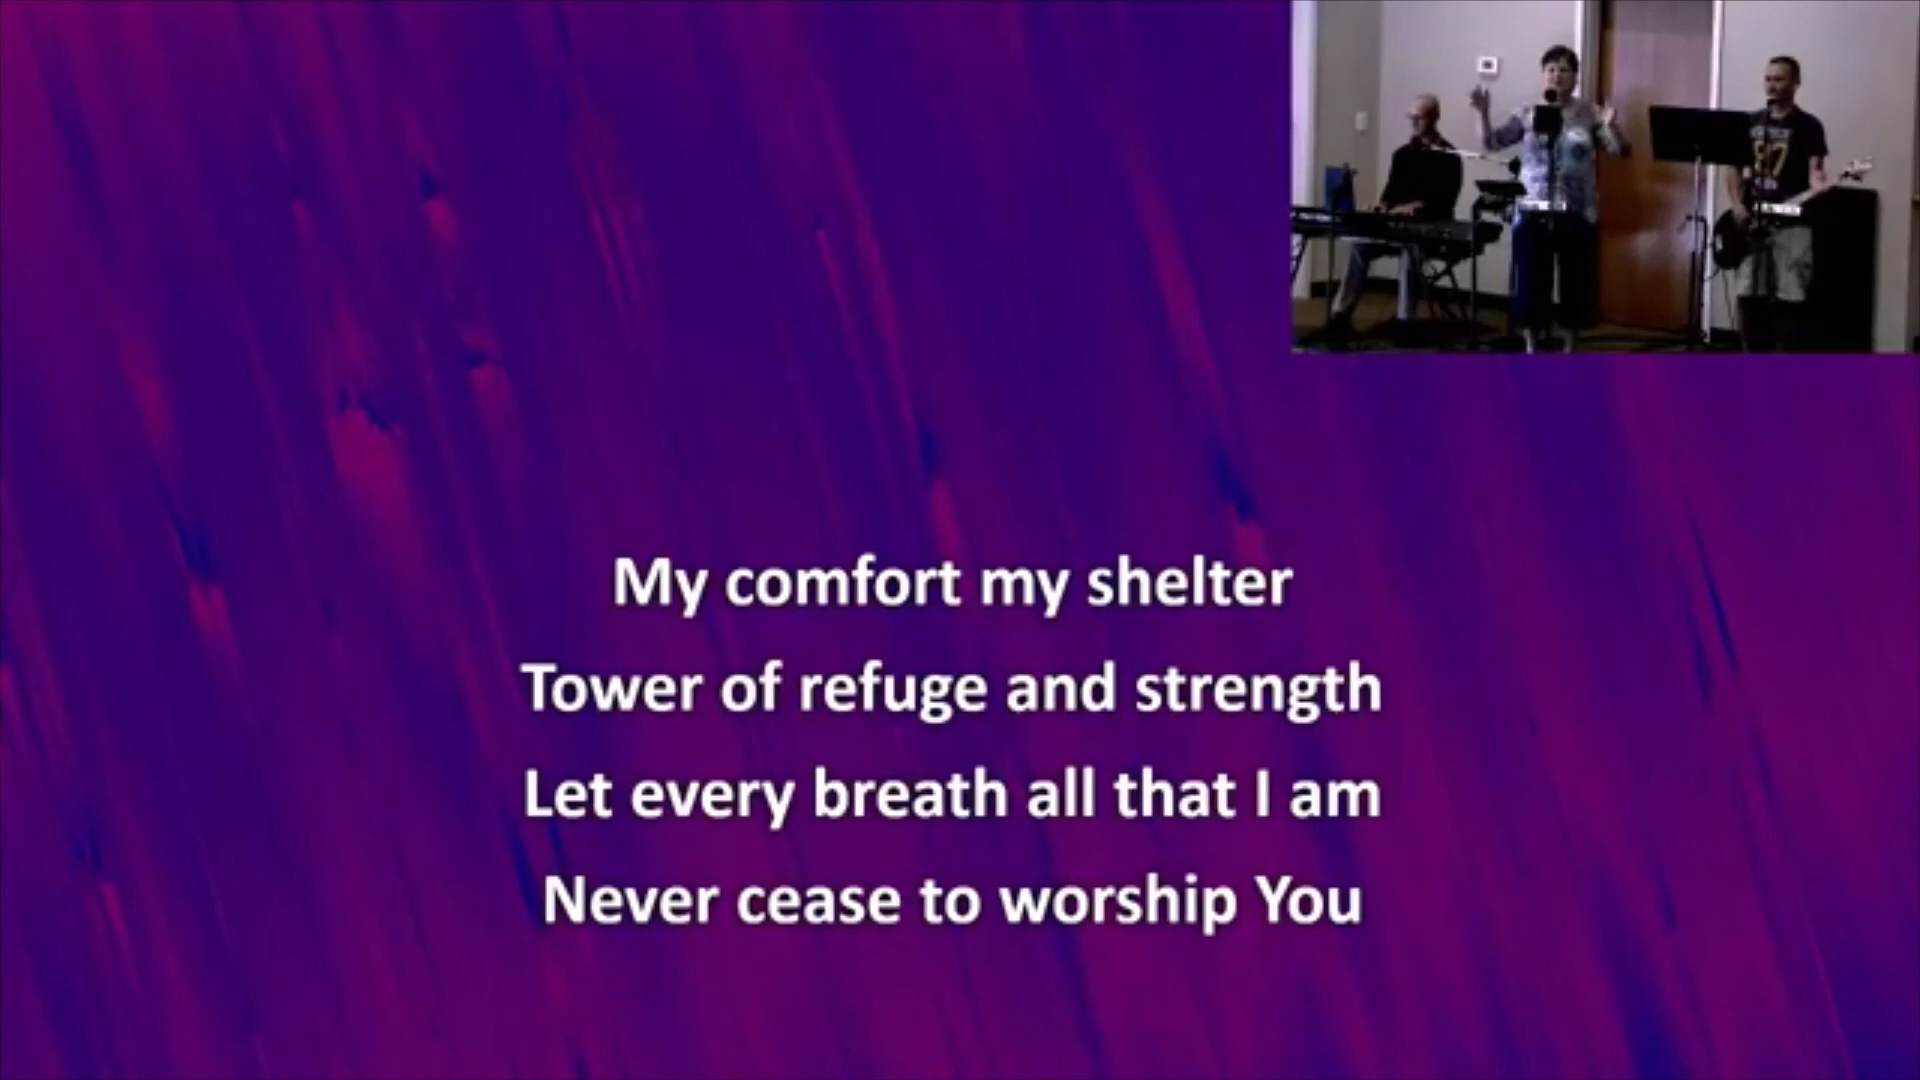 My comfort my shelter
Tower of refuge and strength
Let every breath all that I am
Never cease to worship You
87